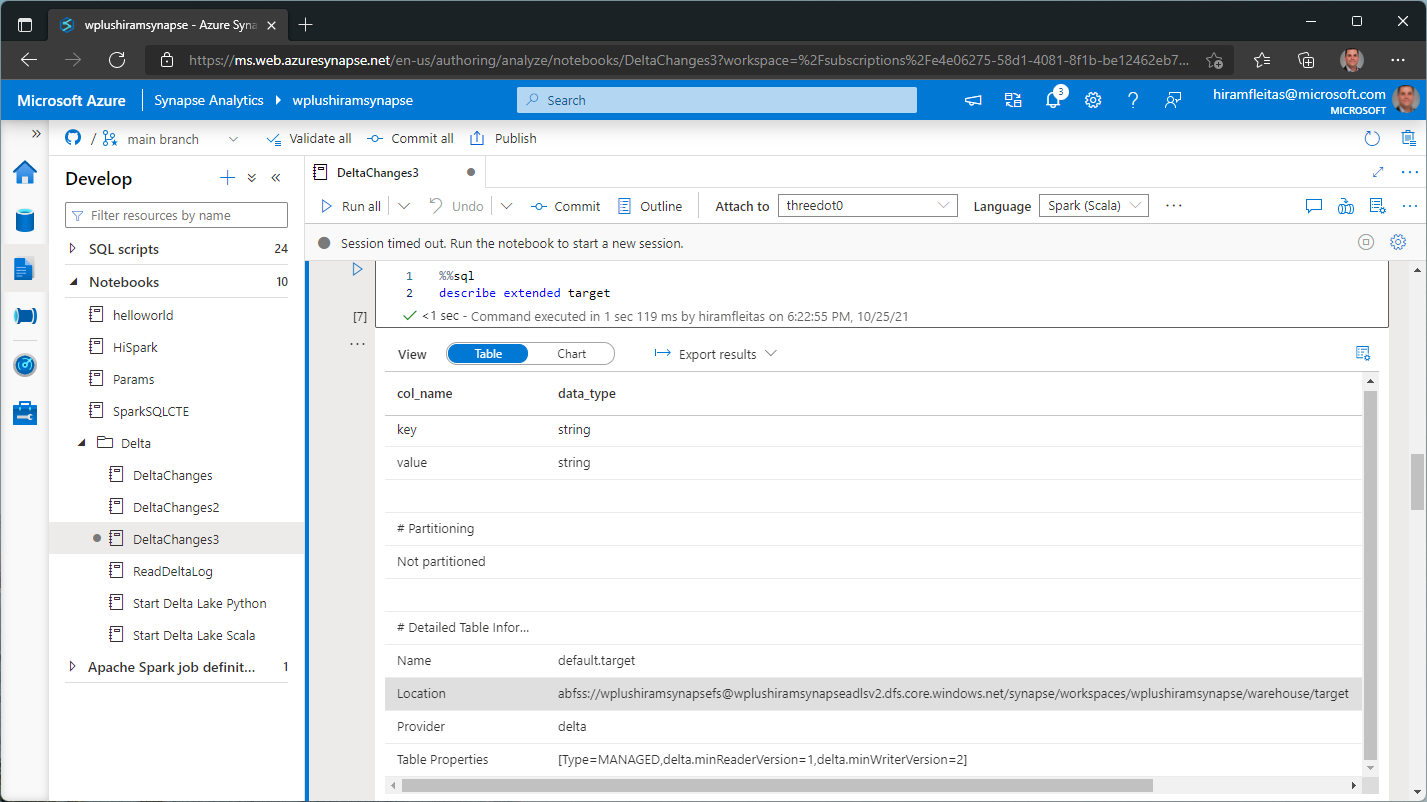 wplushiramsynapse - Azure Syna
https://ms.web.azuresynapse.net/en-us/authoring/analyze/notebooks/DeltaChanges3?workspace=%2Fsubscriptions%2Fe4e06275-58d1-4081-8f1b-be12462eb7...
Microsoft Azure
Synapse Analytics
wplushiramsynapse
Search
3
hiramfleitas@microsoft.com
MICROSOFT
/ main branch
Validate all
Commit all
Publish
Develop
Filter resources by name
SQL scripts 24
Notebooks 10
helloworld
HiSpark
Params
SparkSQLCTE
Delta
DeltaChanges
DeltaChanges2
DeltaChanges3
ReadDeltaLog
Start Delta Lake Python
Start Delta Lake Scala
Apache Spark job definit... 1
DeltaChanges3
Run all
Undo
Commit
Outline
Attach to
threedot0
Language
Spark (Scala)
Session timed out. Run the notebook to start a new session.
1 %%sql
2 describe extended target
[7]
<1 sec - Command executed in 1 sec 119 ms by hiramfleitas on 6:22:55 PM, 10/25/21
View
Table
Chart
Export results
col_name data_type
key string
value string
# Partitioning
Not partitioned
# Detailed Table Infor...
Name default.target
Location abfss://wplushiramsynapsefs@wplushiramsynapseadlsv2.dfs.core.windows.net/synapse/workspaces/wplushiramsynapse/warehouse/target
Provider delta
Table Properties [Type=MANAGED,delta.minReaderVersion=1,delta.minWriterVersion=2]